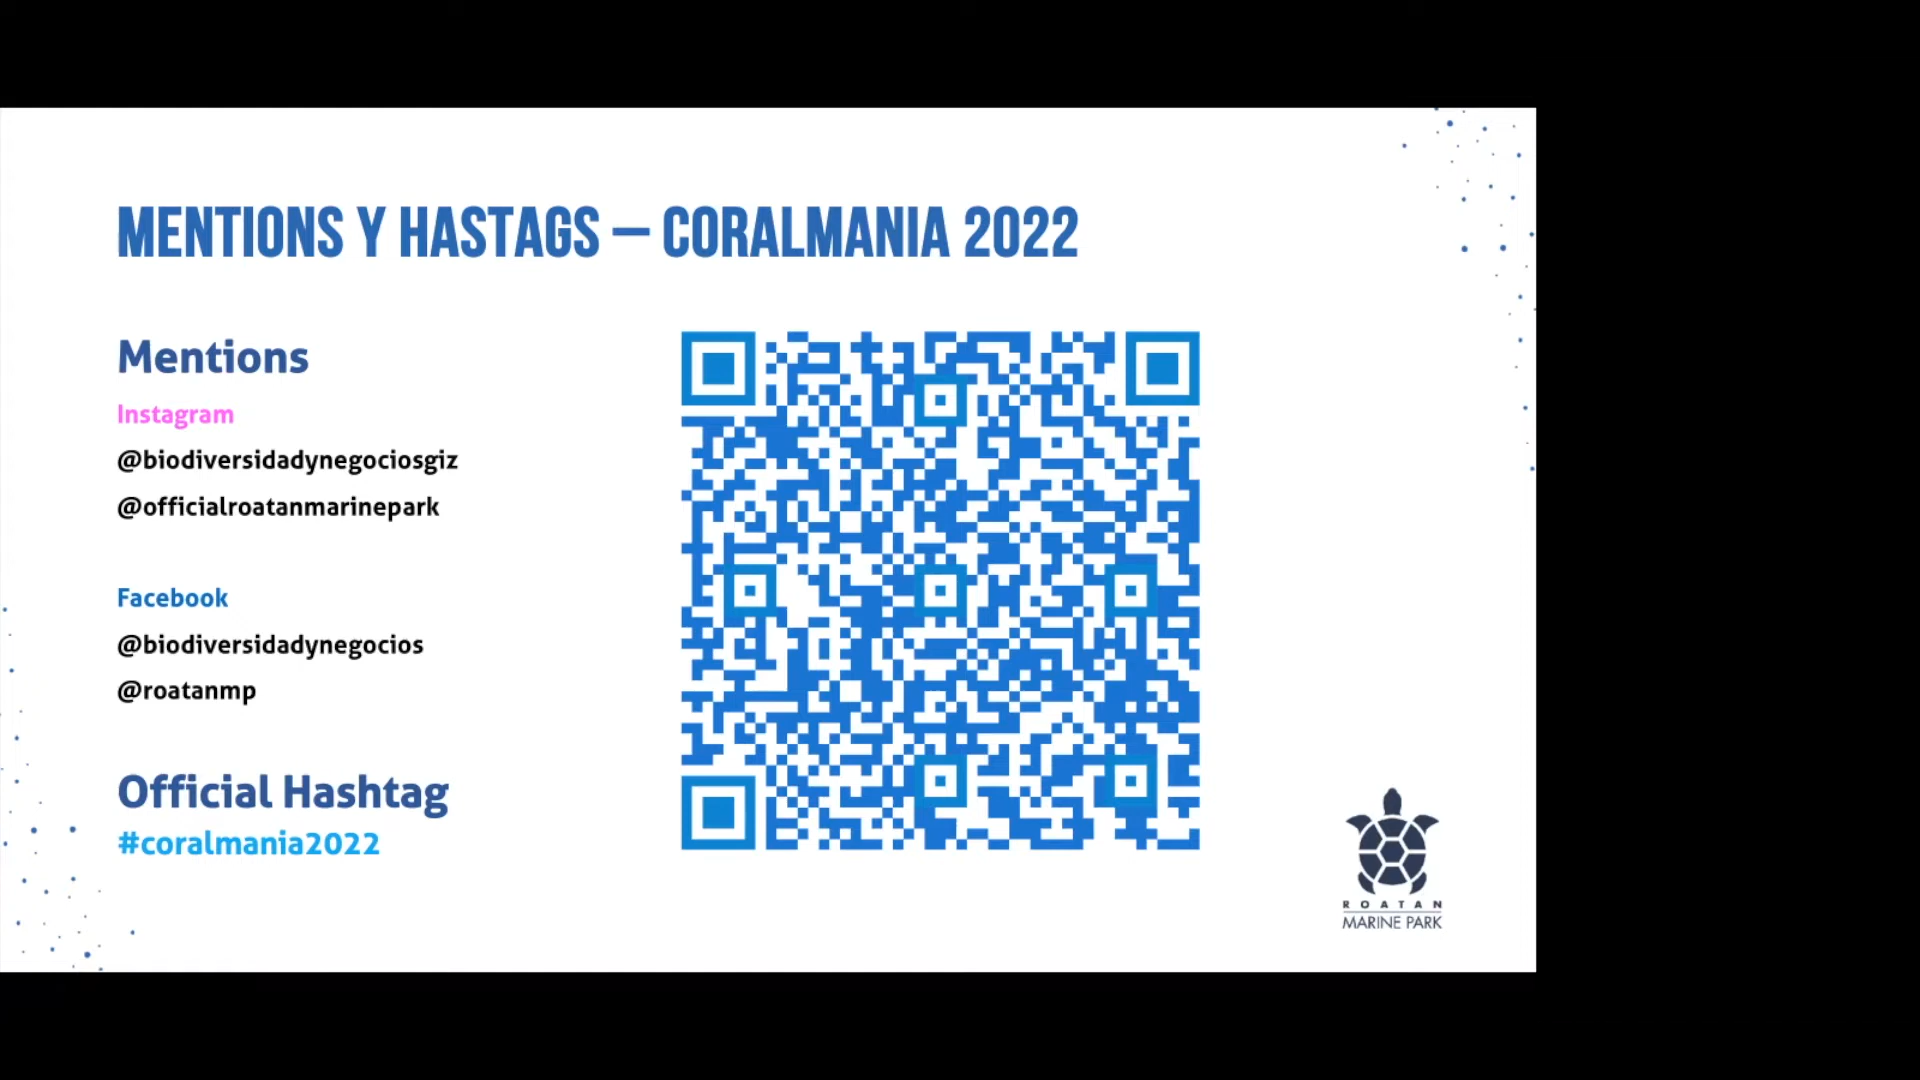 MENTIONS Y HASTAGS – CORALMANIA 2022
Mentions
Instagram
@biodiversidadynegociosgiz
@officialroatanmarinepark
Facebook
@biodiversidadynegocios
@roatanmp
Official Hashtag
#coralmania2022
ROATAN
MARINE PARK